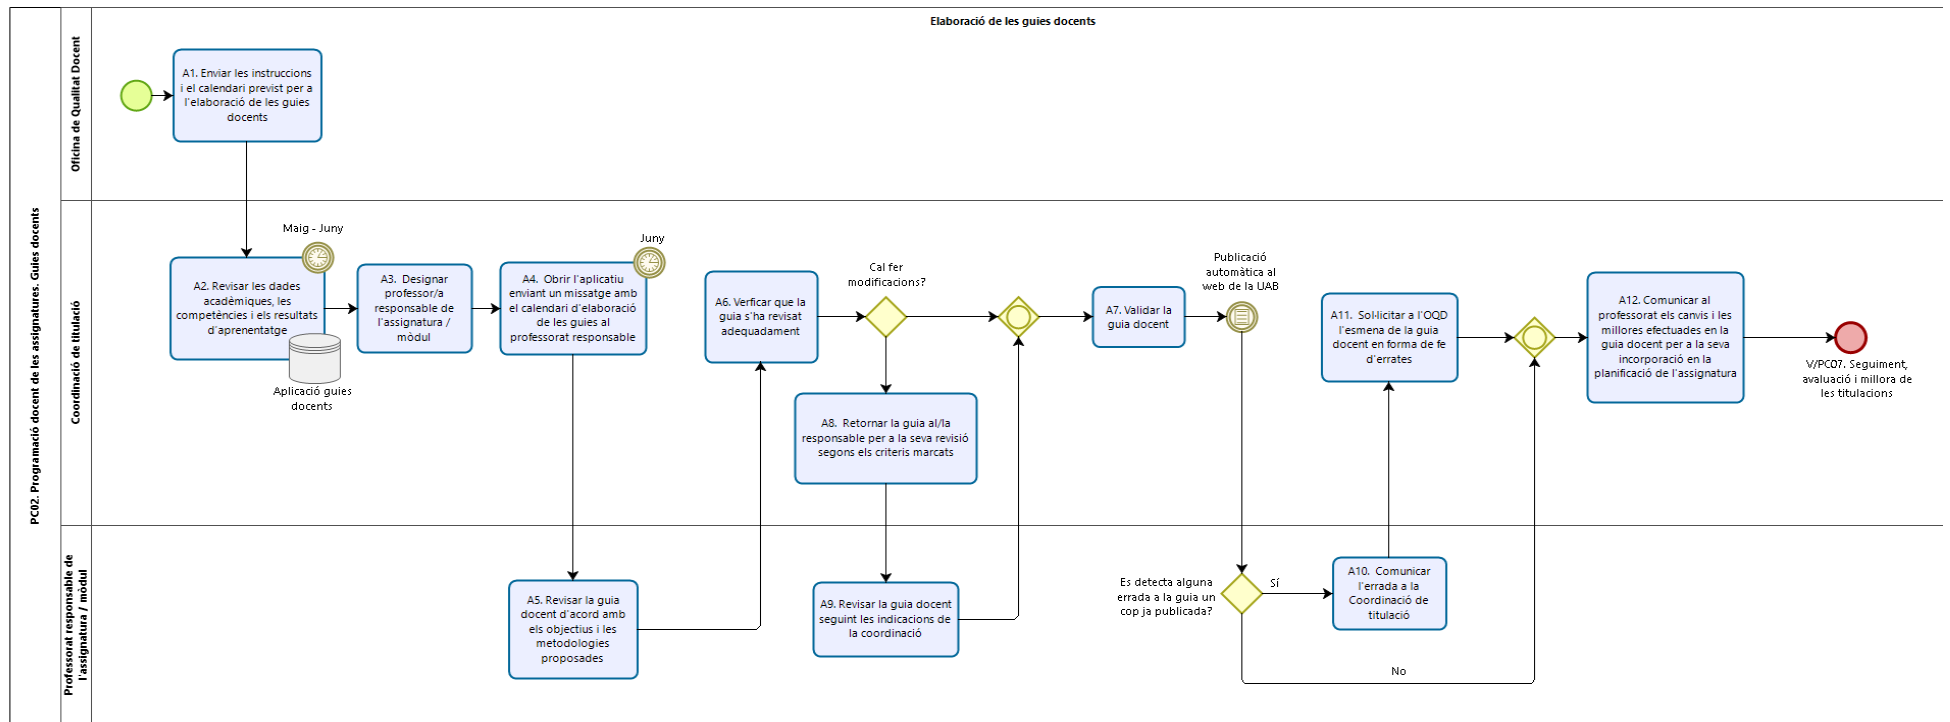 Elaboració de les guies docents
PC02. Programació docent de les assignatures. Guies docents
Oficina de Qualitat Docent
A1. Enviar les instruccions
i el calendari previst per a
l'elaboració de les guies
docents
Coordinació de titulació
Maig - Juny
A2. Revisar les dades
acadèmiques, les
competències i els resultats
d'aprenentatge
Aplicació guies
docents
A3. Designar
professor/a
responsable de
l'assignatura /
mòdul
Juny
A4. Obrir l'aplicatiu
enviant un missatge amb
el calendari d'elaboració
de les guies al
professorat responsable
A6. Verficar que la
guia s'ha revisat
adequadament
Cal fer
modificacions?
A8. Retornar la guia al/la
responsable per a la seva revisió
segons els criteris marcats
A7. Validar la
guia docent
Publicació
automàtica al
web de la UAB
A11. Sol·licitar a l'OQD
l'esmena de la guia
docent en forma de fe
d'errates
A12. Comunicar al
professorat els canvis i les
millores efectuades en la
guia docent per a la seva
incorporació en la
planificació de l'assignatura
V/PC07. Seguiment,
avaluació i millora de
les titulacions
Professorat responsable de
l'assignatura / mòdul
A5. Revisar la guia
docent d'acord amb
els objectius i les
metodologies
proposades
A9. Revisar la guia docent
seguint les indicacions de
la coordinació
Es detecta alguna
errada a la guia un
cop ja publicada?
Sí
A10. Comunicar
l'errada a la
Coordinació de
titulació
No